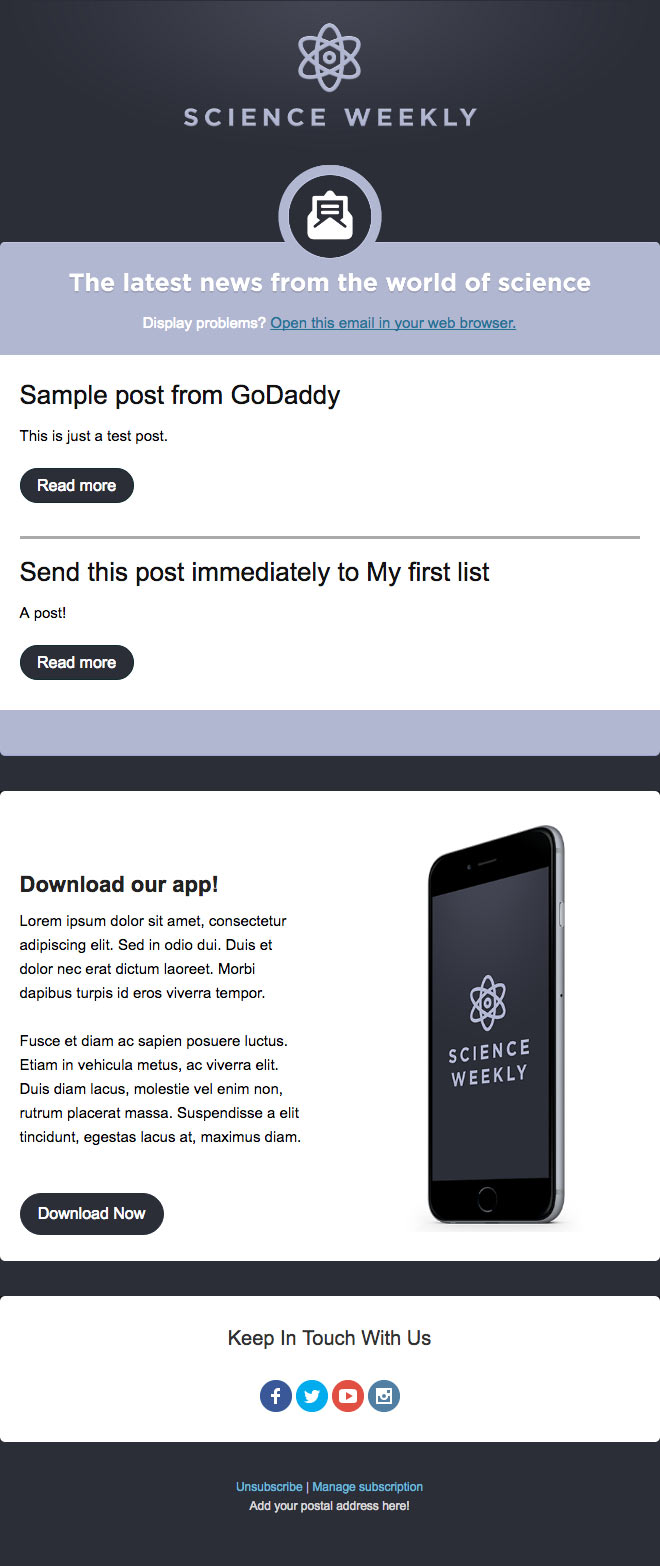 SCIENCE WEEKLY
The latest news from the world of science
Display problems? Open this email in your web browser.
Sample post from GoDaddy
This is just a test post.
Read more
Send this post immediately to My first list
A post!
Read more
Download our app!
Lorem ipsum dolor sit amet, consectetur
adipiscing elit. Sed in odio dui. Duis et
dolor nec erat dictum laoreet. Morbi
dapibus turpis id eros viverra tempor.
Fusce et diam ac sapien posuere luctus.
Etiam in vehicula metus, ac viverra elit.
Duis diam lacus, molestie vel enim non,
rutrum placerat massa. Suspendisse a elit
tincidunt, egestas lacus at, maximus diam.
Download Now
SCIENCE
WEEKLY
Keep In Touch With Us
Unsubscribe | Manage subscription
Add your postal address here!